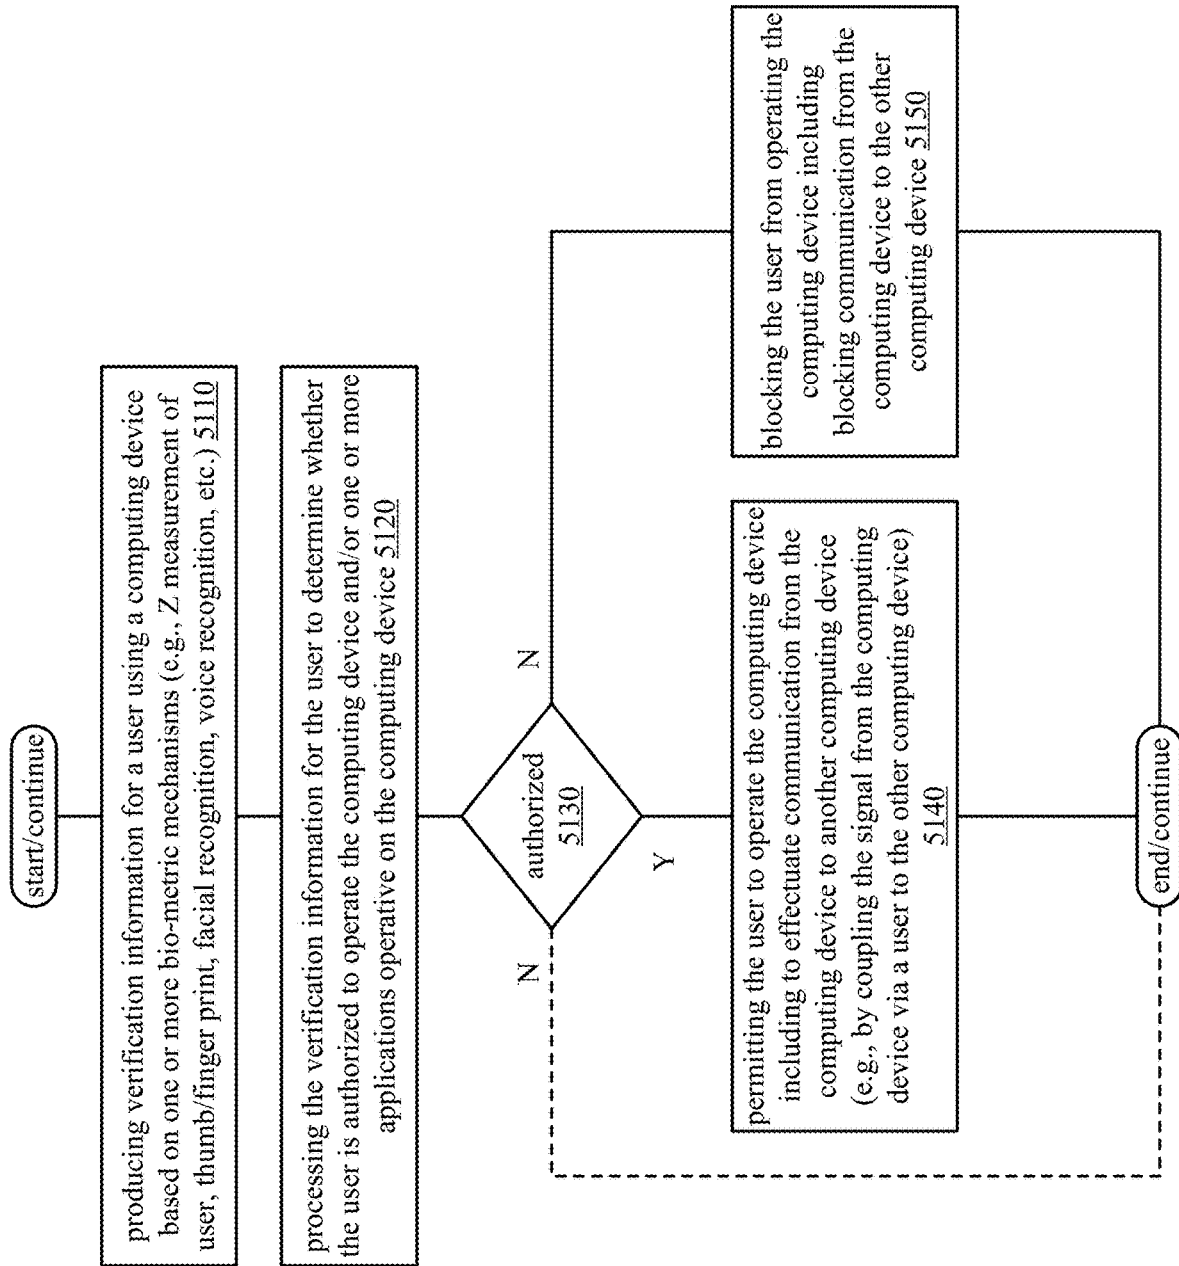 start/continue
producing verification information for a user using a computing device
based on one or more bio-metric mechanisms (e.g., Z measurement of
user, thumb/finger print, facial recognition, voice recognition, etc.) 5110
processing the verification information for the user to determine whether
the user is authorized to operate the computing device and/or one or more
applications operative on the computing device 5120
authorized
5130
N
N
Y
permitting the user to operate the computing device
including to effectuate communication from the
computing device to another computing device
(e.g., by coupling the signal from the computing
device via a user to the other computing device)
5140
blocking the user from operating the
computing device including
blocking communication from the
computing device to the other
computing device 5150
end/continue